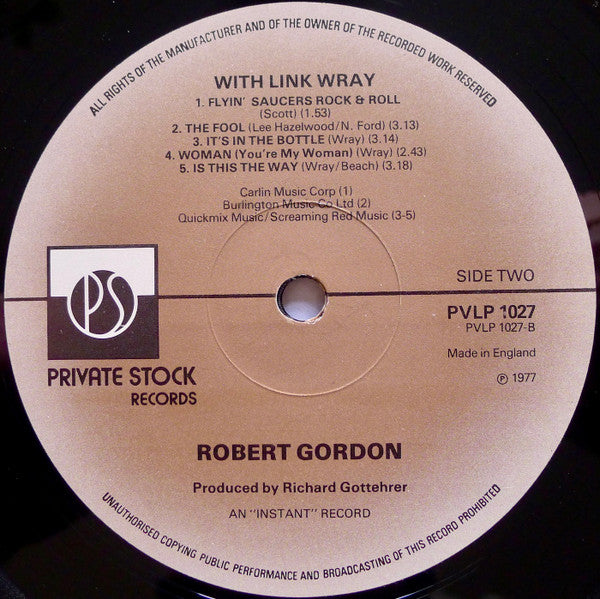 ALL RIGHTS OF THE MANUFACTURER AND OF THE OWNER OF THE RECORDED WORK RESERVED
WITH LINK WRAY
1. FLYIN' SAUCERS ROCK & ROLL
(Scott) (1.53)
2. THE FOOL (Lee Hazelwood/N. Ford) (3.13)
3. IT'S IN THE BOTTLE (Wray) (3.14)
4. WOMAN (You're My Woman) (Wray) (2.43)
5. IS THIS THE WAY (Wray/Beach) (3.18)
Carlin Music Corp (1)
Burlington Music Co Ltd (2)
Quickmix Music/Screaming Red Music (3-5)
PS
PRIVATE STOCK
RECORDS
SIDE TWO
PVLP 1027
PVLP 1027-B
Made in England
℗ 1977
ROBERT GORDON
Produced by Richard Gottehrer
AN "INSTANT" RECORD
UNAUTHORISED COPYING PUBLIC PERFORMANCE AND BROADCASTING OF THIS RECORD PROHIBITED